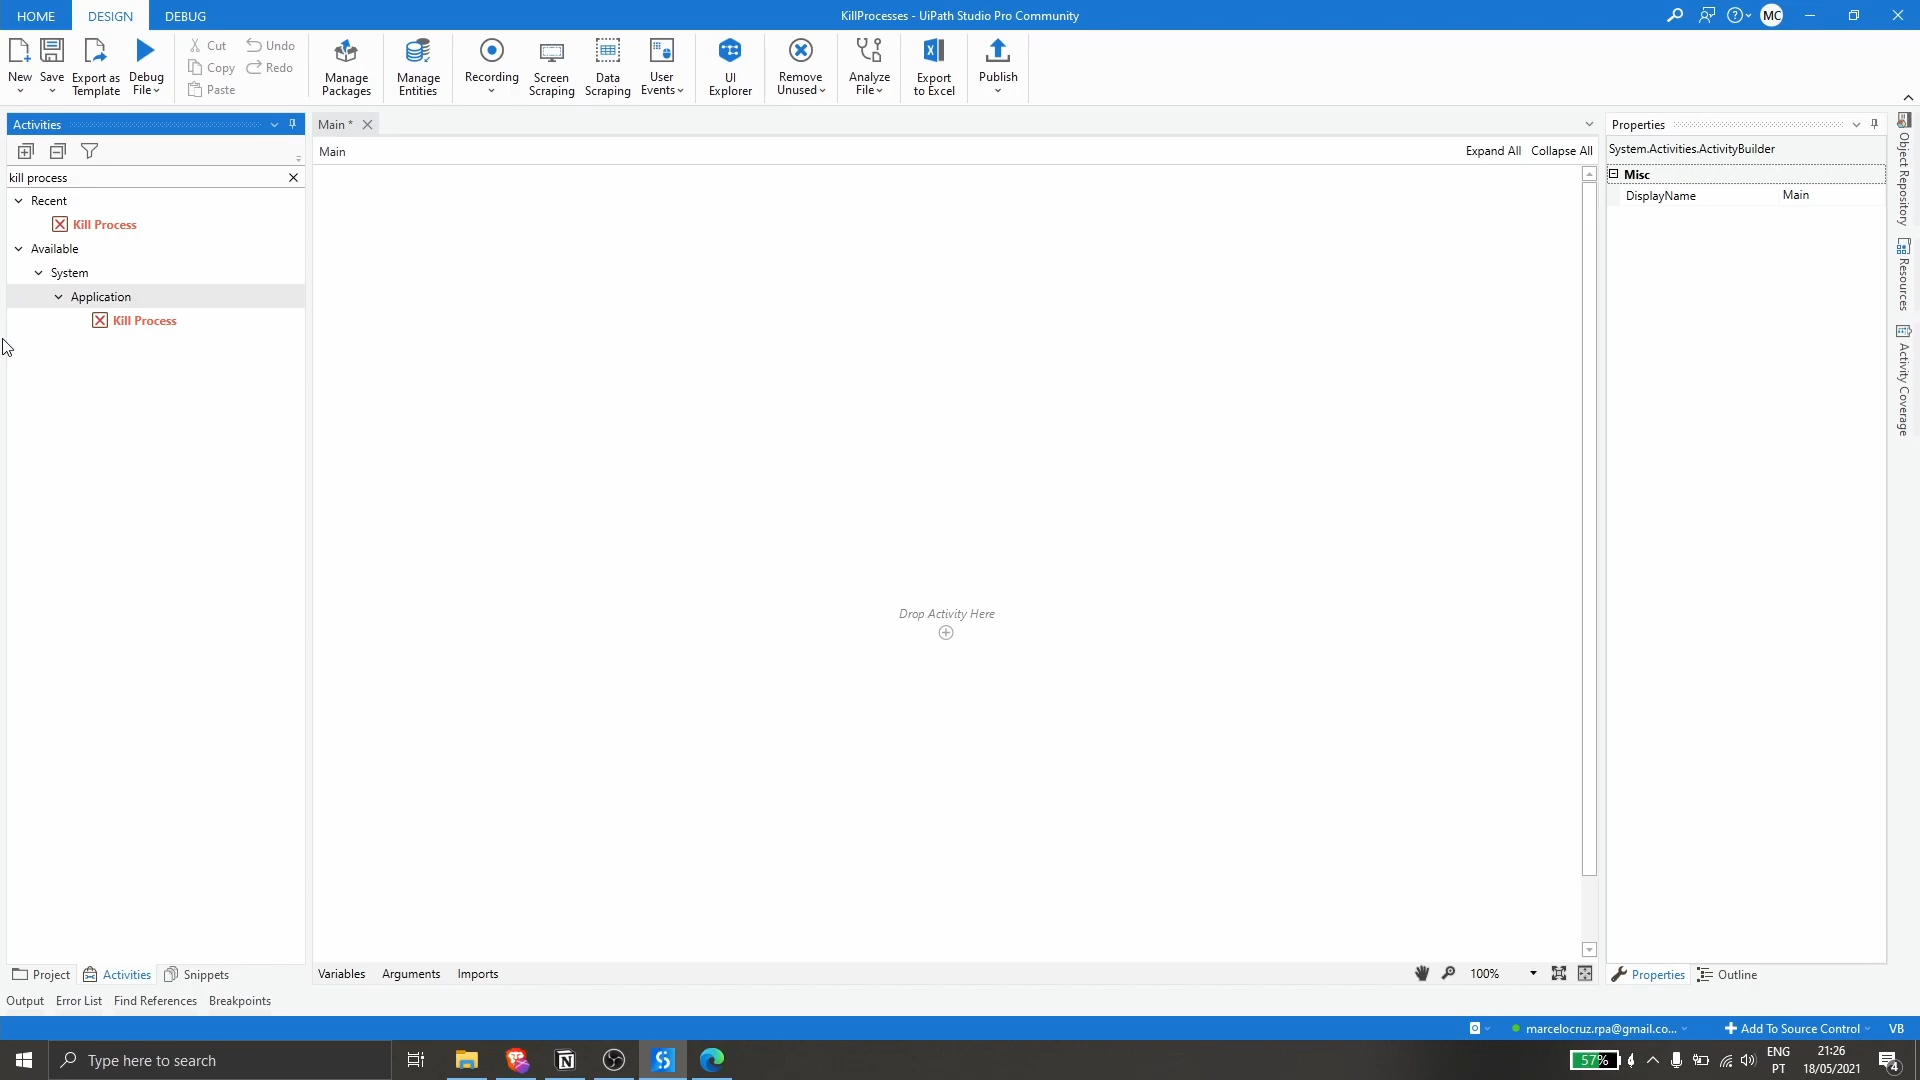 HOME
DESIGN
DEBUG
KillProcesses - UiPath Studio Pro Community
MC
New
Save
Export as
Template
Debug
File
Cut
Copy
Paste
Undo
Redo
Manage
Packages
Manage
Entities
Recording
Screen
Scraping
Data
Scraping
User
Events
UI
Explorer
Remove
Unused
Analyze
File
Export
to Excel
Publish
Activities
kill process
Recent
Kill Process
Available
System
Application
Kill Process
Main *
Main
Expand All
Collapse All
Drop Activity Here
Properties
System.Activities.ActivityBuilder
Misc
DisplayName
Main
Object Repository
Resources
Activity Coverage
Project
Activities
Snippets
Variables
Arguments
Imports
100%
Properties
Outline
Output
Error List
Find References
Breakpoints
marcelocruz.rpa@gmail.co...
Add To Source Control
VB
Type here to search
57%
ENG
PT
21:26
18/05/2021
4